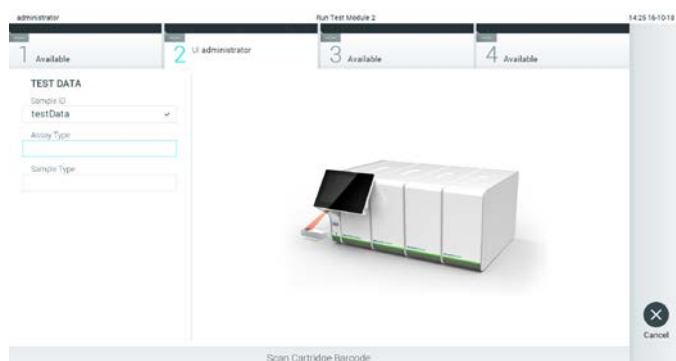 administrator
Run Test Module 2
14:25 16-10-18
1 Available
2 UI administrator
3 Available
4 Available
TEST DATA
Sample ID
testData
Assay Type
Sample Type
Cancel
Scan Cartridge Barcode